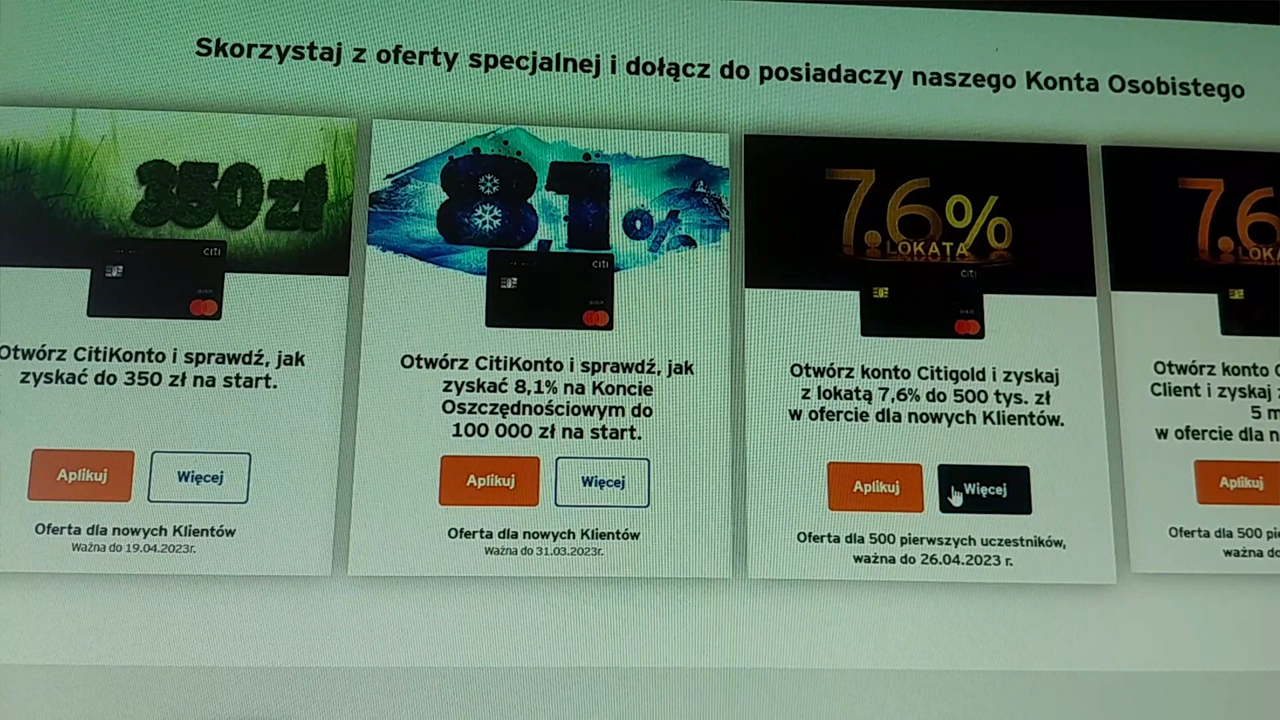 Skorzystaj z oferty specjalnej i dołącz do posiadaczy naszego Konta Osobistego
350 zł
citi
Otwórz CitiKonto i sprawdź, jak
zyskać do 350 zł na start.
Aplikuj
Więcej
Oferta dla nowych Klientów
Ważna do 19.04.2023r.
8,1%
citi
Otwórz CitiKonto i sprawdź, jak
zyskać 8,1% na Koncie
Oszczędnościowym do
100 000 zł na start.
Aplikuj
Więcej
Oferta dla nowych Klientów
Ważna do 31.03.2023r.
7.6%
LOKATA
citi
Otwórz konto Citigold i zyskaj
z lokatą 7,6% do 500 tys. zł
w ofercie dla nowych Klientów.
Aplikuj
Więcej
Oferta dla 500 pierwszych uczestników,
ważna do 26.04.2023 r.
7.6
LOK
Otwórz konto C
Client i zyskaj
5 m
w ofercie dla n
Aplikuj
Oferta dla 500 pie
ważna do